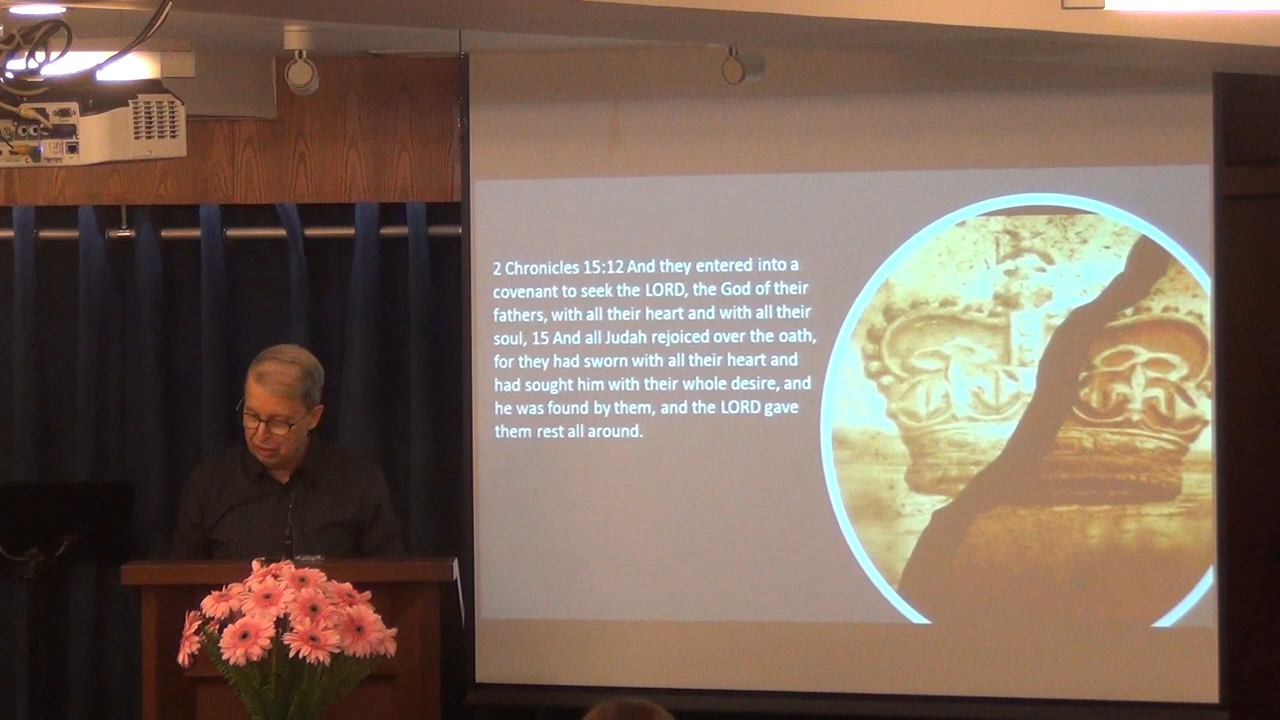 2 Chronicles 15:12 And they entered into a
covenant to seek the LORD, the God of their
fathers, with all their heart and with all their
soul, 15 And all Judah rejoiced over the oath,
for they had sworn with all their heart and
had sought him with their whole desire, and
he was found by them, and the LORD gave
them rest all around.